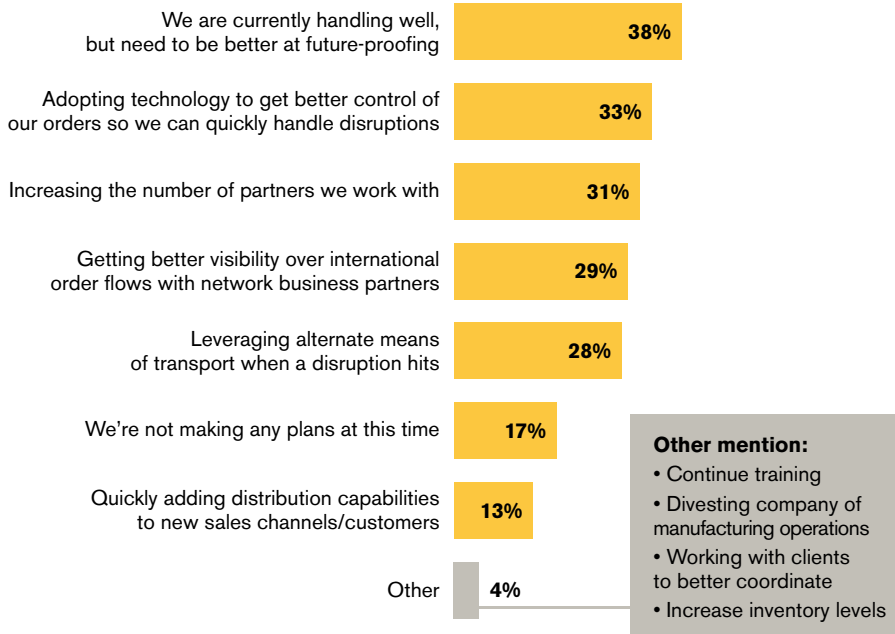 We are currently handling well,
but need to be better at future-proofing
38%
Adopting technology to get better control of
our orders so we can quickly handle disruptions
33%
Increasing the number of partners we work with
31%
Getting better visibility over international
order flows with network business partners
29%
Leveraging alternate means
of transport when a disruption hits
28%
We’re not making any plans at this time
17%
Quickly adding distribution capabilities
to new sales channels/customers
13%
Other
4%
Other mention:
• Continue training
• Divesting company of
manufacturing operations
• Working with clients
to better coordinate
• Increase inventory levels